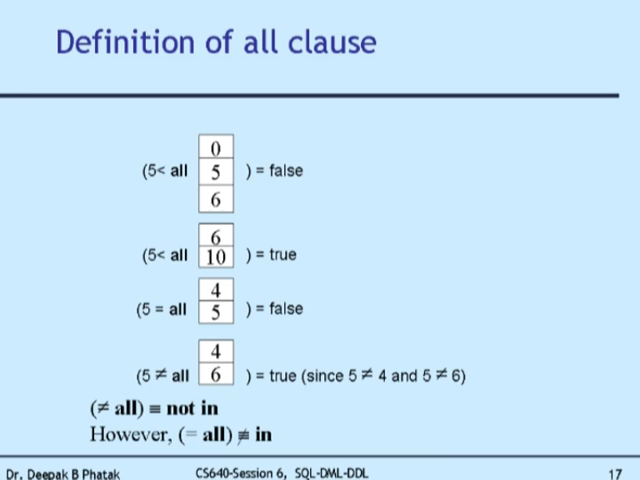 Definition of all clause
0
(5< all 5 ) = false
6
6
(5< all 10 ) = true
4
(5 = all 5 ) = false
4
(5 ≠ all 6 ) = true (since 5 ≠ 4 and 5 ≠ 6)
(≠ all) ≡ not in
However, (= all) ≢ in
Dr. Deepak B Phatak CS640-Session 6, SQL-DML-DDL 17